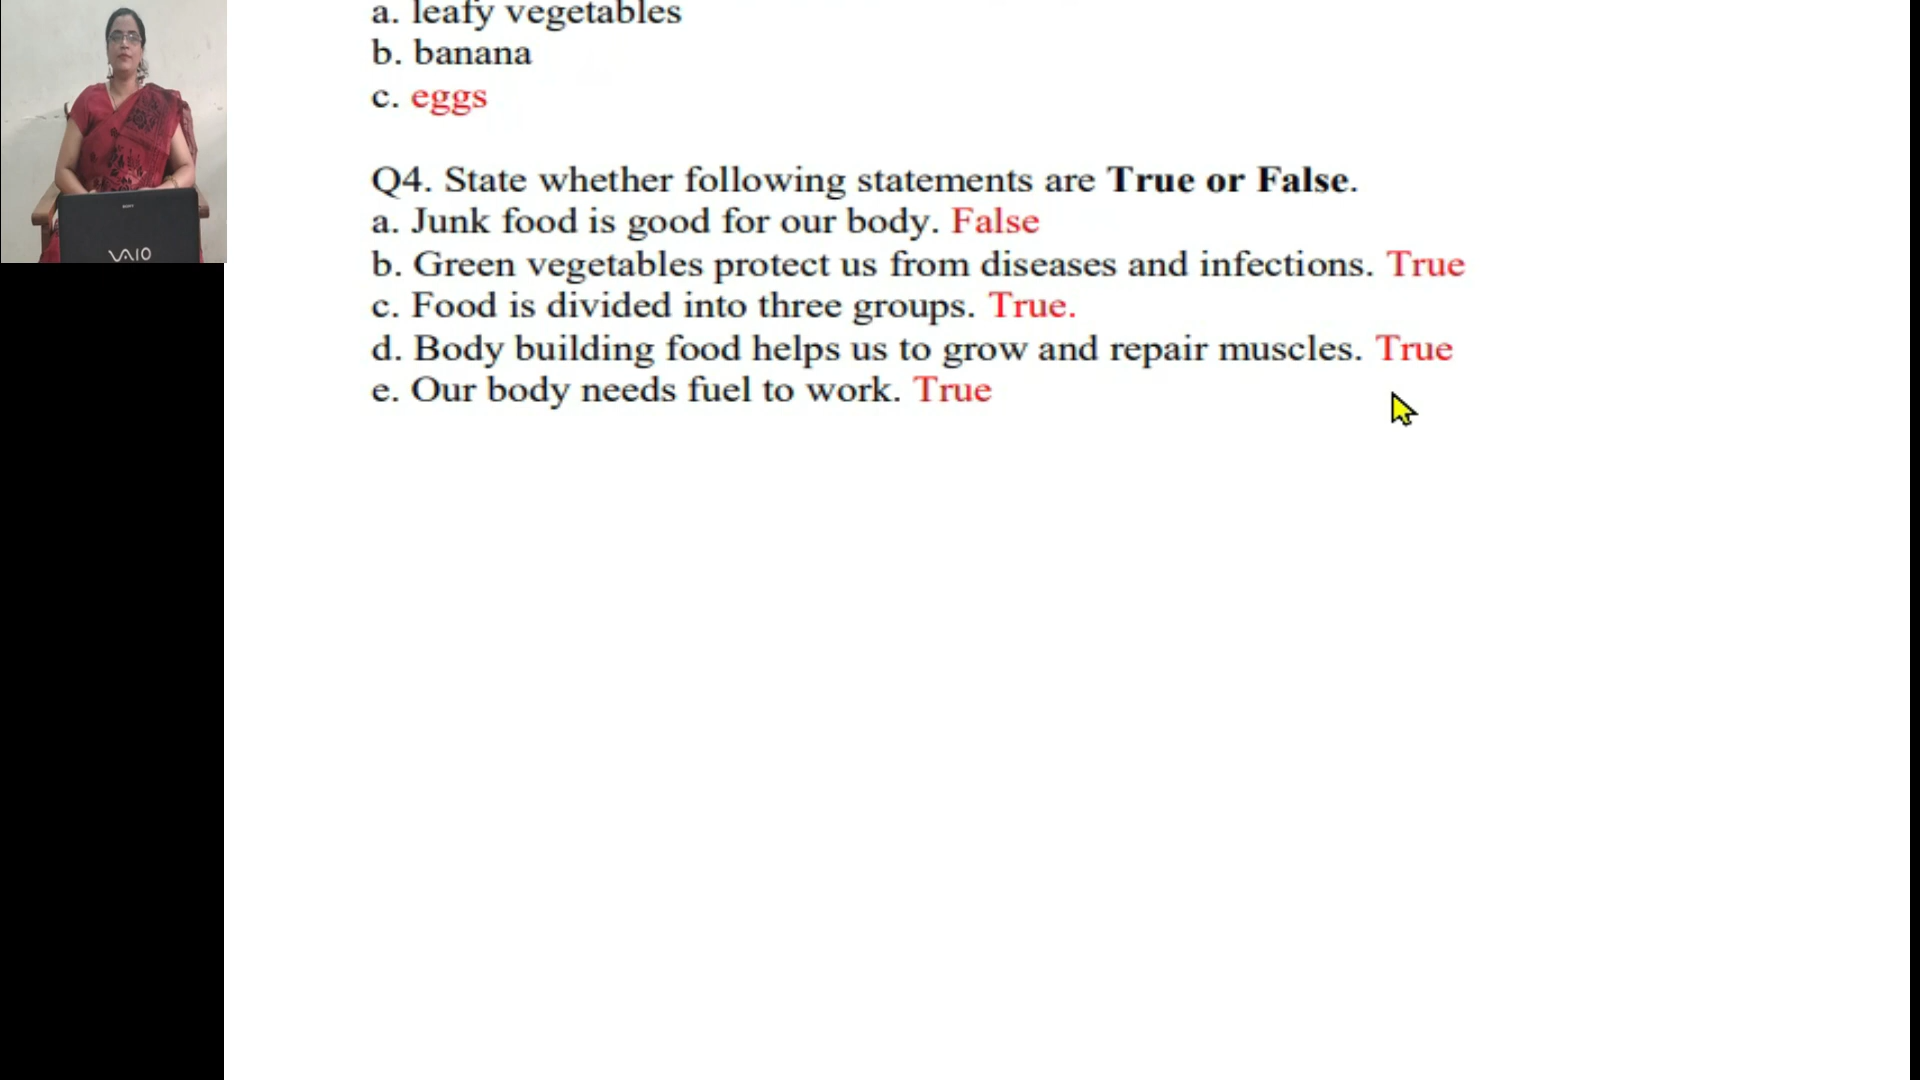 a. leafy vegetables
b. banana
c. eggs
Q4. State whether following statements are True or False.
a. Junk food is good for our body. False
b. Green vegetables protect us from diseases and infections. True
c. Food is divided into three groups. True.
d. Body building food helps us to grow and repair muscles. True
e. Our body needs fuel to work. True
SONY
VAIO